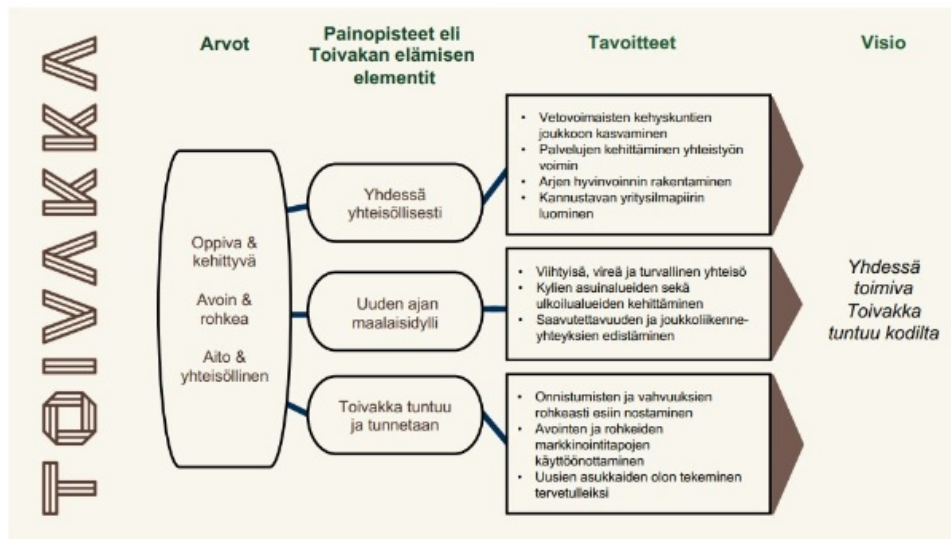 TOIVAKKA
Arvot
Painopisteet eli
Toivakan elämisen
elementit
Tavoitteet
Visio
Oppiva &
kehittyvä
Avoin &
rohkea
Aito &
yhteisöllinen
Yhdessä
yhteisöllisesti
Uuden ajan
maalaisidylli
Toivakka tuntuu
ja tunnetaan
• Vetovoimaisten kehyskuntien
joukkoon kasvaminen
• Palvelujen kehittäminen yhteistyön
voimin
• Arjen hyvinvoinnin rakentaminen
• Kannustavan yritysilmapiirin
luominen
• Viihtyisä, vireä ja turvallinen yhteisö
• Kylien asuinalueiden sekä
ulkoilualueiden kehittäminen
• Saavutettavuuden ja joukkoliikenne-
yhteyksien edistäminen
• Onnistumisten ja vahvuuksien
rohkeasti esiin nostaminen
• Avointen ja rohkeiden
markkinointitapojen
käyttöönottaminen
• Uusien asukkaiden olon tekeminen
tervetulleiksi
Yhdessä
toimiva
Toivakka
tuntuu kodilta